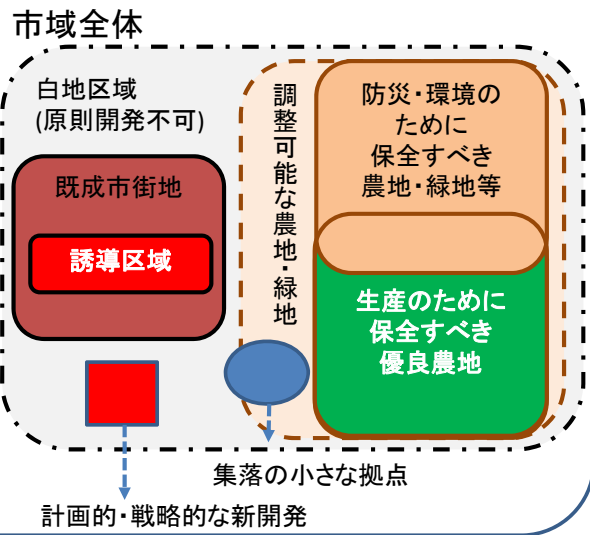 市域全体
白地区域
(原則開発不可)
既成市街地
誘導区域
調整可能な農地・緑地
防災・環境の
ために
保全すべき
農地・緑地等
生産のために
保全すべき
優良農地
集落の小さな拠点
計画的・戦略的な新開発